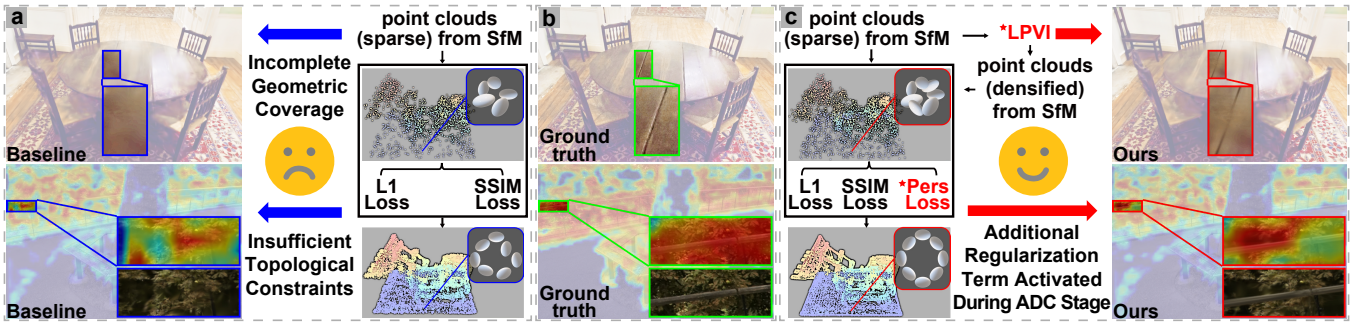 a
point clouds
(sparse) from SfM
Incomplete
Geometric
Coverage
Baseline
L1
Loss
SSIM
Loss
Insufficient
Topological
Constraints
Baseline
b
Ground
truth
Ground
truth
c
point clouds
(sparse) from SfM
*LPVI
point clouds
(densified)
from SfM
L1
Loss
SSIM
Loss
*Pers
Loss
Ours
Additional
Regularization
Term Activated
During ADC Stage
Ours